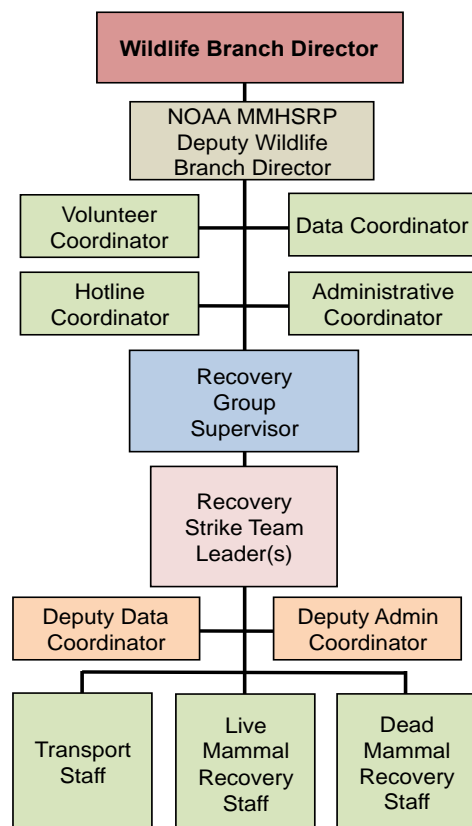 Wildlife Branch Director
NOAA MMHSRP
Deputy Wildlife
Branch Director
Volunteer
Coordinator
Data Coordinator
Hotline
Coordinator
Administrative
Coordinator
Recovery
Group
Supervisor
Recovery
Strike Team
Leader(s)
Deputy Data
Coordinator
Deputy Admin
Coordinator
Transport
Staff
Live
Mammal
Recovery
Staff
Dead
Mammal
Recovery
Staff